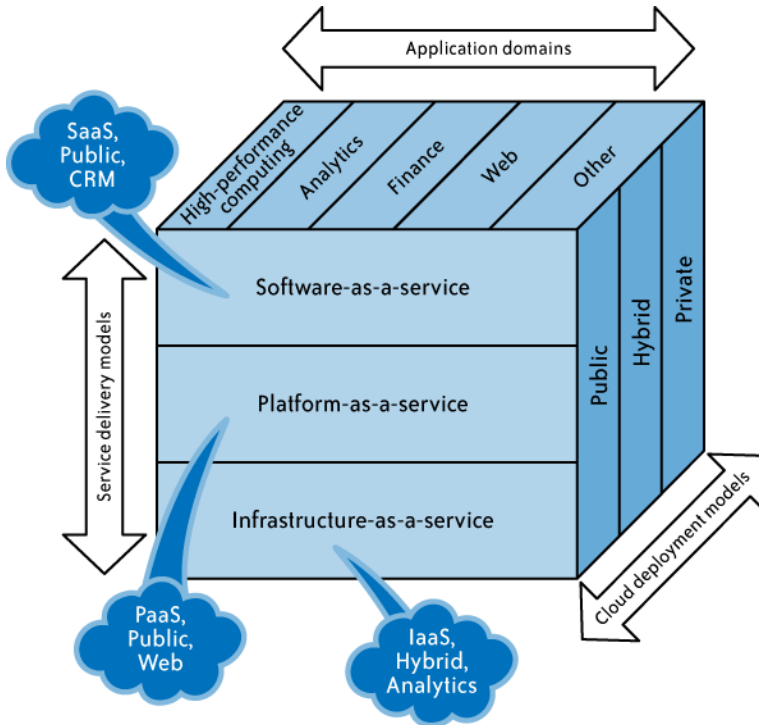 Application domains
SaaS,
Public,
CRM
High-performance
computing
Analytics
Finance
Web
Other
Service delivery models
Software-as-a-service
Platform-as-a-service
Infrastructure-as-a-service
Public
Hybrid
Private
Cloud deployment models
PaaS,
Public,
Web
IaaS,
Hybrid,
Analytics